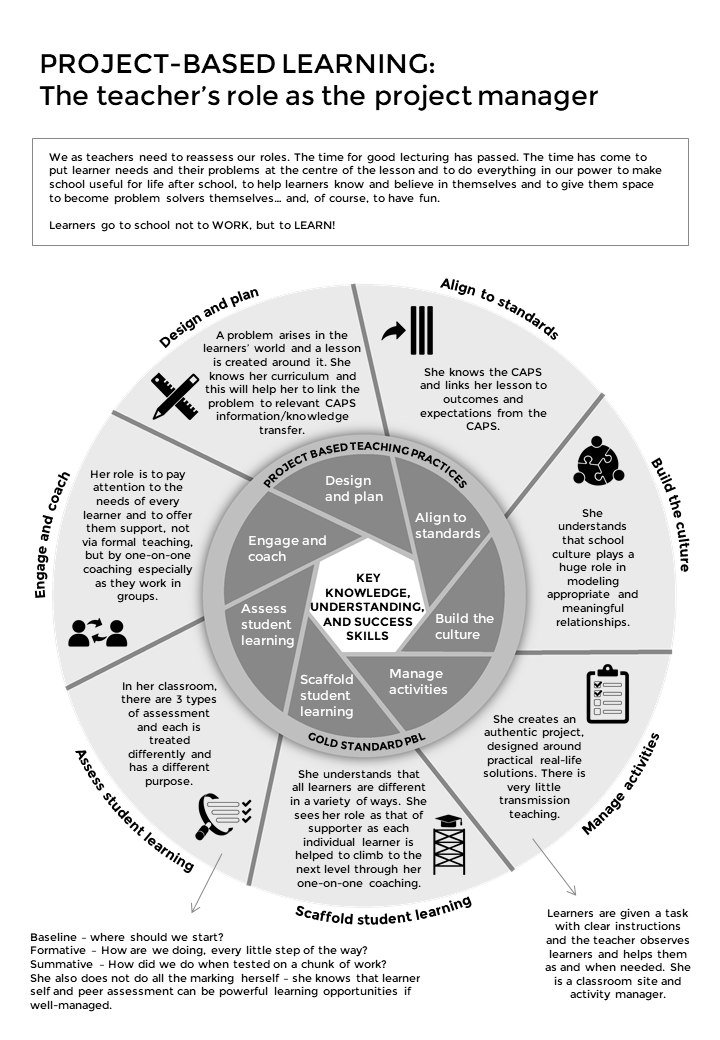 PROJECT-BASED LEARNING:
The teacher's role as the project manager
We as teachers need to reassess our roles. The time for good lecturing has passed. The time has come to
put learner needs and their problems at the centre of the lesson and to do everything in our power to make
school useful for life after school, to help learners know and believe in themselves and to give them space
to become problem solvers themselves... and, of course, to have fun.
Learners go to school not to WORK, but to LEARN!
Design and plan
A problem arises in the
learners' world and a lesson
is created around it. She
knows her curriculum and
this will help her to link the
problem to relevant CAPS
information/knowledge
transfer.
Align to standards
She knows the CAPS
and links her lesson to
outcomes and
expectations from the
CAPS.
Build the culture
She
understands
that school
culture plays a
huge role in
modeling
appropriate and
meaningful
relationships.
Manage activities
She creates an
authentic project,
designed around
practical real-life
solutions. There is
very little
transmission
teaching.
Learners are given a task
with clear instructions
and the teacher observes
learners and helps them
as and when needed. She
is a classroom site and
activity manager.
Scaffold student learning
She understands that
all learners are different
in a variety of ways. She
sees her role as that of
supporter as each
individual learner is
helped to climb to the
next level through her
one-on-one coaching.
Assess student learning
In her classroom,
there are 3 types
of assessment
and each is
treated
differently and
has a different
purpose.
Baseline - where should we start?
Formative - How are we doing, every little step of the way?
Summative - How did we do when tested on a chunk of work?
She also does not do all the marking herself - she knows that learner
self and peer assessment can be powerful learning opportunities if
well-managed.
Engage and coach
Her role is to pay
attention to the
needs of every
learner and to offer
them support, not
via formal teaching,
but by one-on-one
coaching especially
as they work in
groups.
PROJECT BASED TEACHING PRACTICES
Design
and plan
Align to
standards
Build the
culture
Manage
activities
Scaffold
student
learning
Assess
student
learning
Engage and
coach
KEY
KNOWLEDGE,
UNDERSTANDING,
AND SUCCESS
SKILLS
GOLD STANDARD PBL